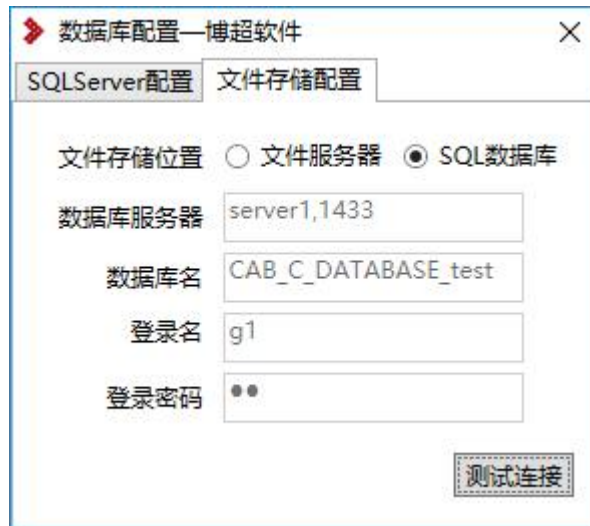 数据库配置—博超软件
SQLServer配置 文件存储配置
文件存储位置 文件服务器 SQL数据库
数据库服务器 server1,1433
数据库名 CAB_C_DATABASE_test
登录名 g1
登录密码 ●●
测试连接